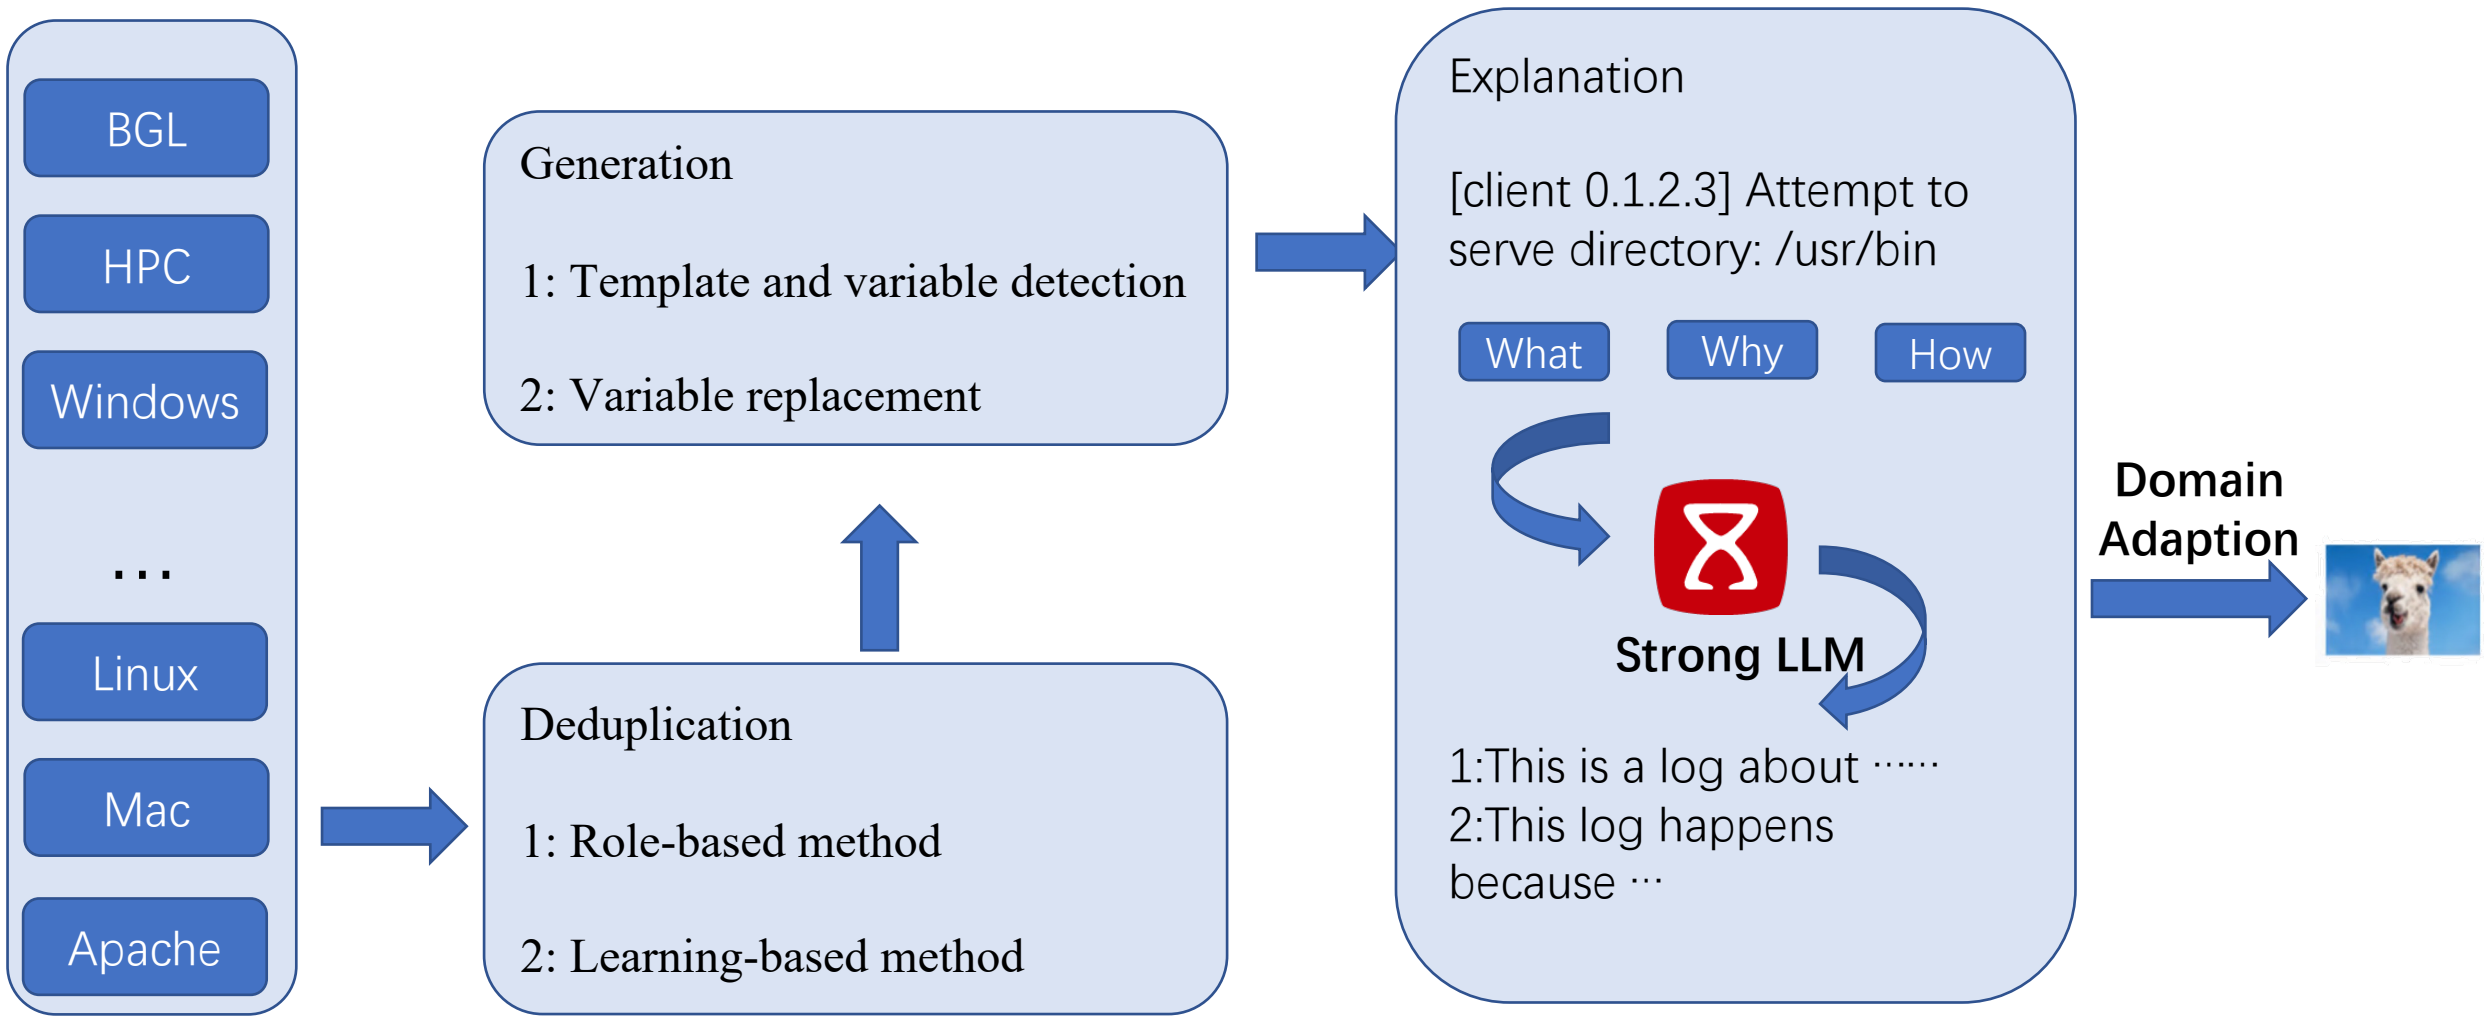 BGL
HPC
Windows
...
Linux
Mac
Apache
Generation
1: Template and variable detection
2: Variable replacement
Deduplication
1: Role-based method
2: Learning-based method
Explanation
[client 0.1.2.3] Attempt to
serve directory: /usr/bin
What
Why
How
Strong LLM
1:This is a log about ⋯⋯
2:This log happens
because ⋯
Domain
Adaption